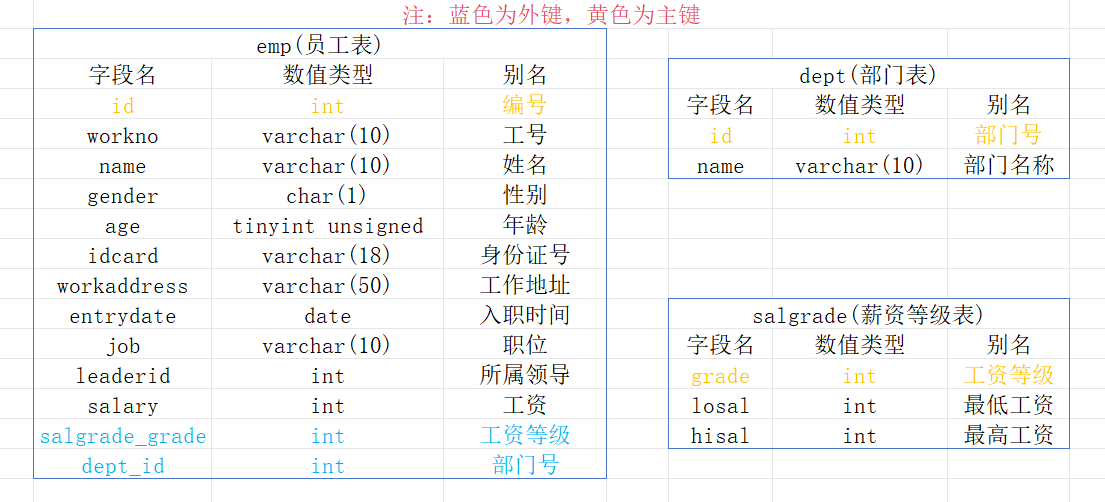 注：蓝色为外键，黄色为主键
emp(员工表)
字段名 数值类型 别名
id int 编号
workno varchar(10) 工号
name varchar(10) 姓名
gender char(1) 性别
age tinyint unsigned 年龄
idcard varchar(18) 身份证号
workaddress varchar(50) 工作地址
entrydate date 入职时间
job varchar(10) 职位
leaderid int 所属领导
salary int 工资
salgrade_grade int 工资等级
dept_id int 部门号
dept(部门表)
字段名 数值类型 别名
id int 部门号
name varchar(10) 部门名称
salgrade(薪资等级表)
字段名 数值类型 别名
grade int 工资等级
losal int 最低工资
hisal int 最高工资